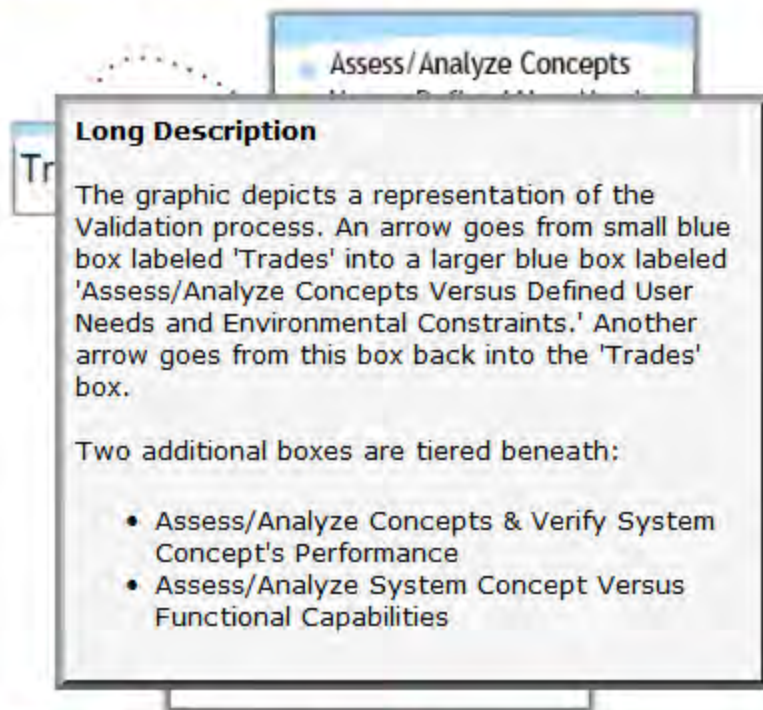 Assess/Analyze Concepts
Tr
Long Description
The graphic depicts a representation of the
Validation process. An arrow goes from small blue
box labeled 'Trades' into a larger blue box labeled
'Assess/Analyze Concepts Versus Defined User
Needs and Environmental Constraints.' Another
arrow goes from this box back into the 'Trades'
box.
Two additional boxes are tiered beneath:
• Assess/Analyze Concepts & Verify System
Concept's Performance
• Assess/Analyze System Concept Versus
Functional Capabilities